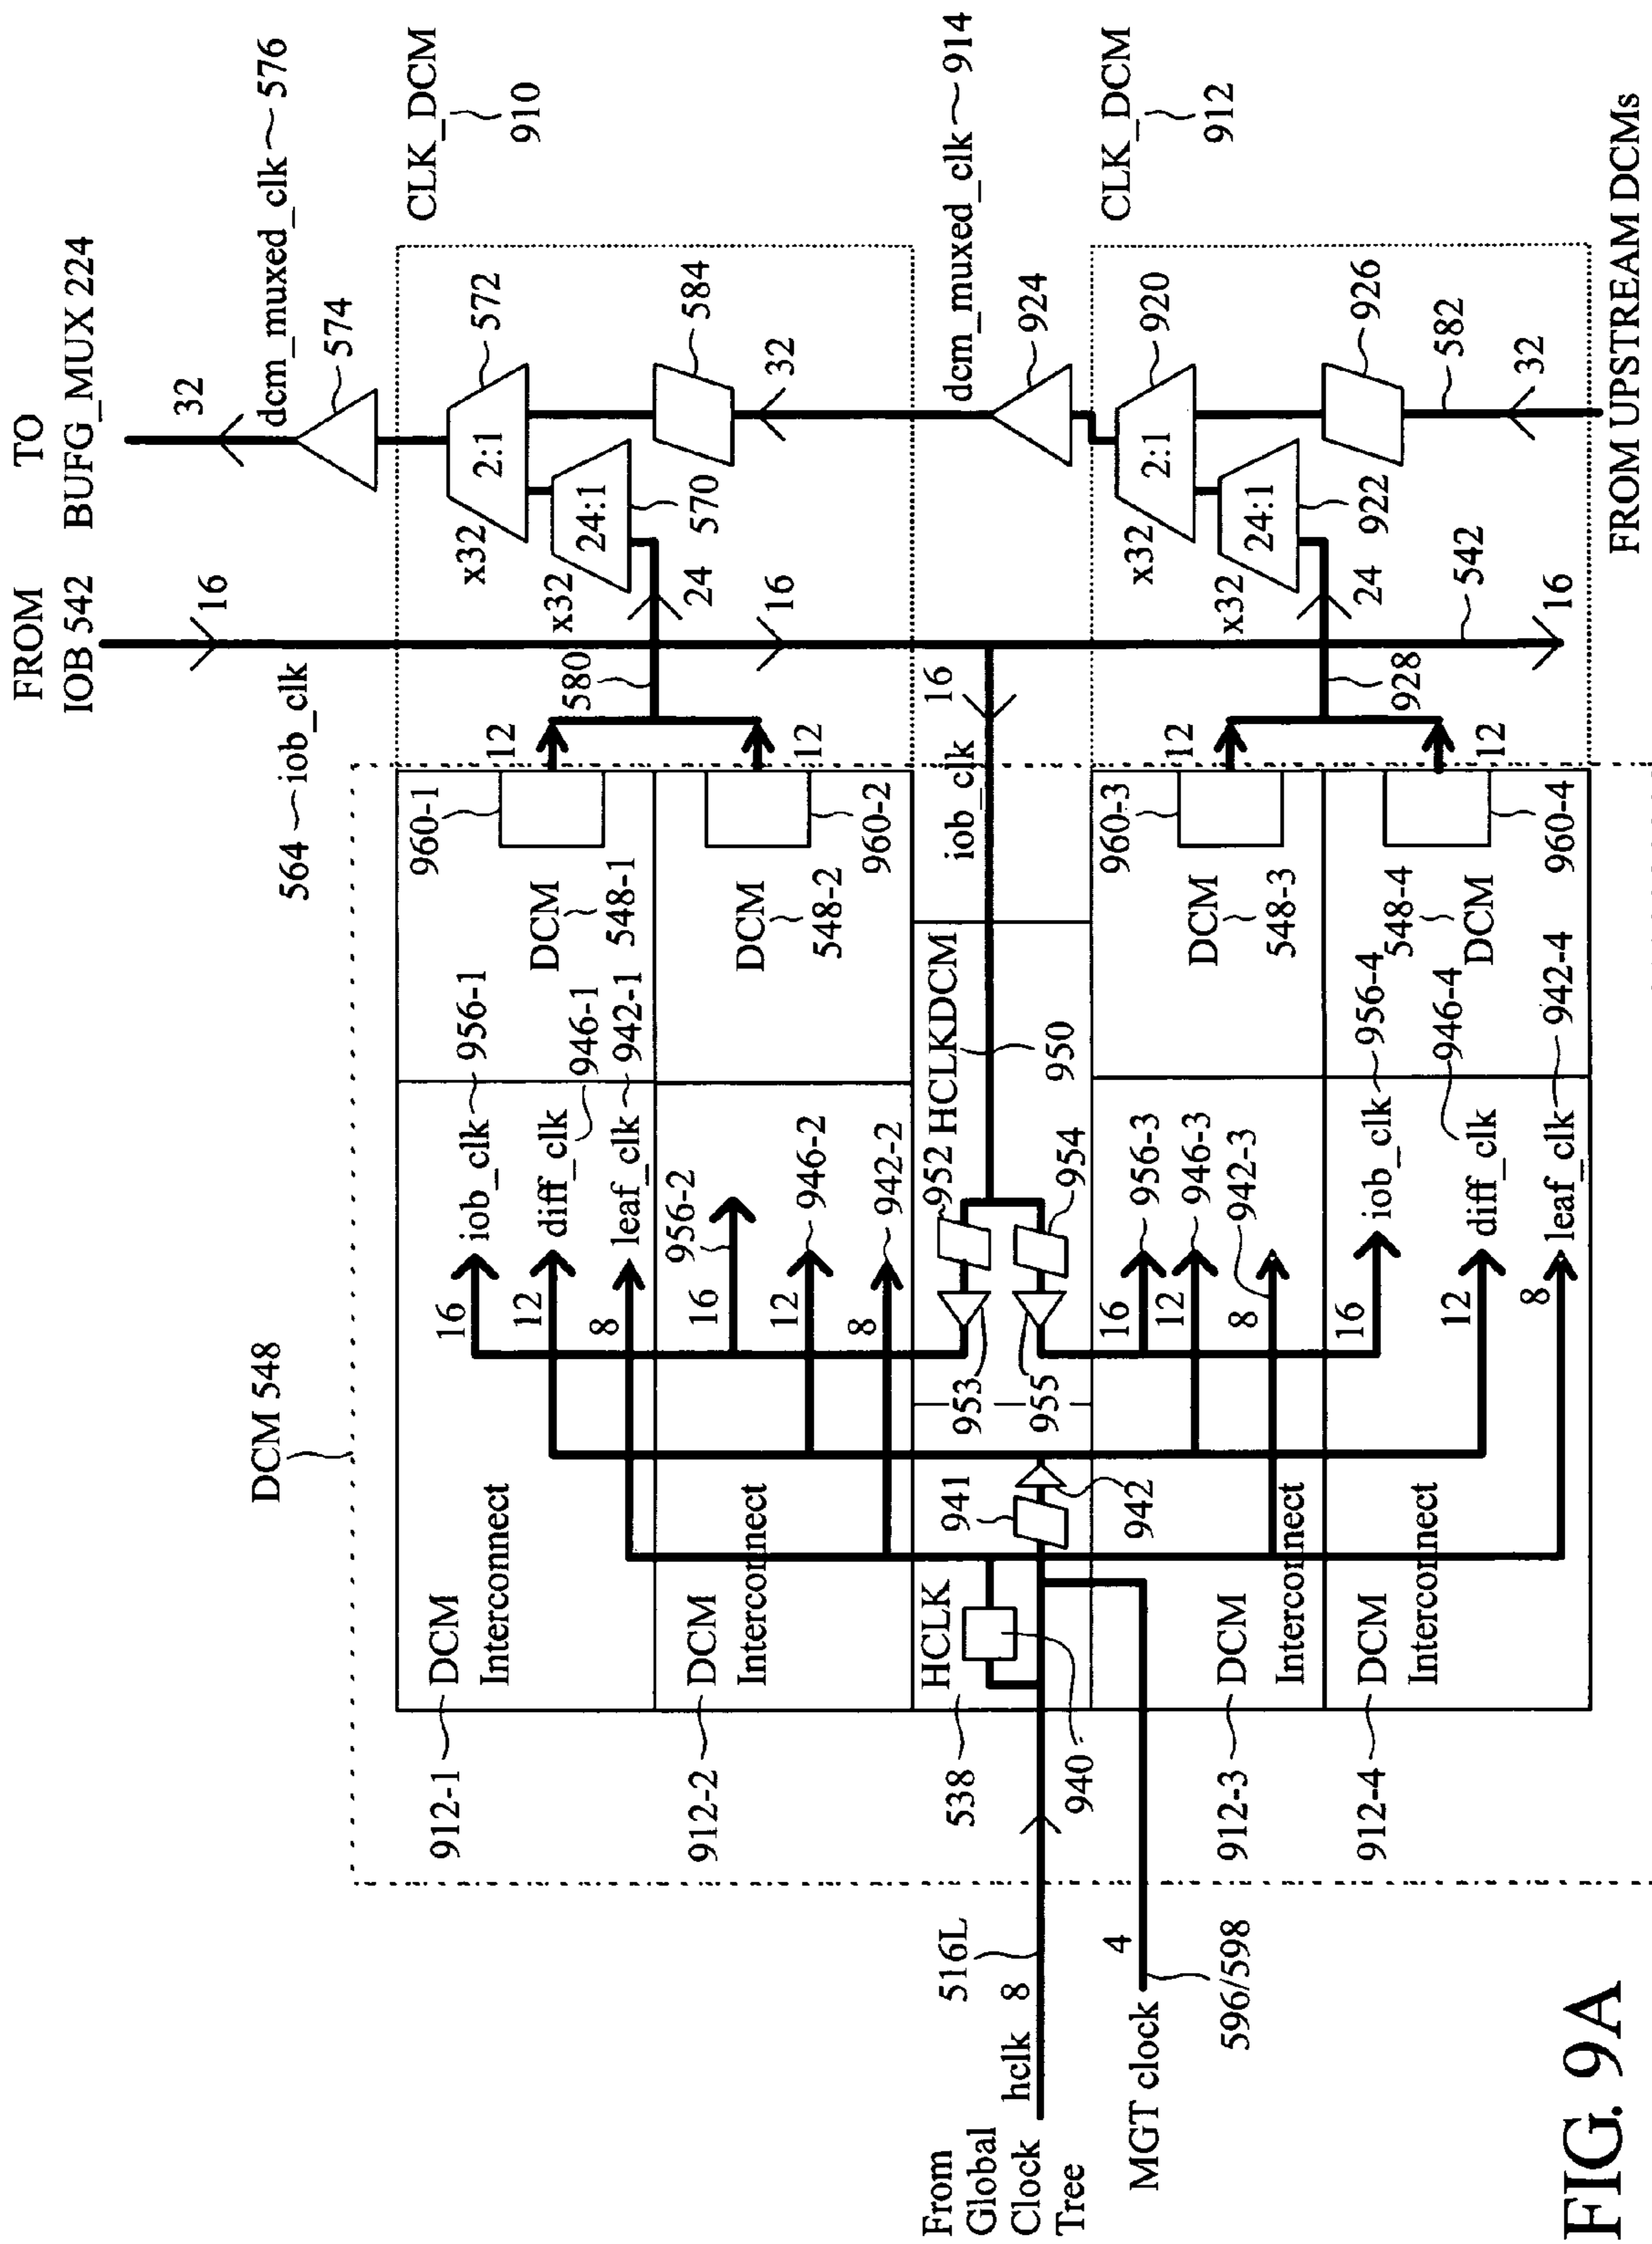 FROM
IOB 542
TO
BUFG_MUX 224
16
32
564
iob_clk
dcm_muxed_clk
576
574
CLK_DCM
910
DCM 548
912-1
DCM
Interconnect
16
iob_clk
956-1
12
diff_clk
946-1
8
leaf_clk
942-1
DCM
548-1
960-1
12
580
x32
24:1
570
24
x32
2:1
572
584
32
16
912-2
DCM
Interconnect
16
956-2
12
946-2
8
942-2
DCM
548-2
960-2
12
dcm_muxed_clk
914
924
From
Global
Clock
Tree
hclk
8
516L
MGT clock
4
596/598
538
HCLK
940
941
942
953
955
952
954
HCLKDCM
950
iob_clk
16
CLK_DCM
912
912-3
DCM
Interconnect
16
956-3
12
946-3
8
942-3
DCM
548-3
960-3
12
928
x32
24:1
922
24
x32
2:1
920
926
582
32
542
16
912-4
DCM
Interconnect
16
iob_clk
956-4
12
diff_clk
946-4
8
leaf_clk
942-4
548-4
DCM
960-4
12
FROM UPSTREAM DCMs
FIG. 9A